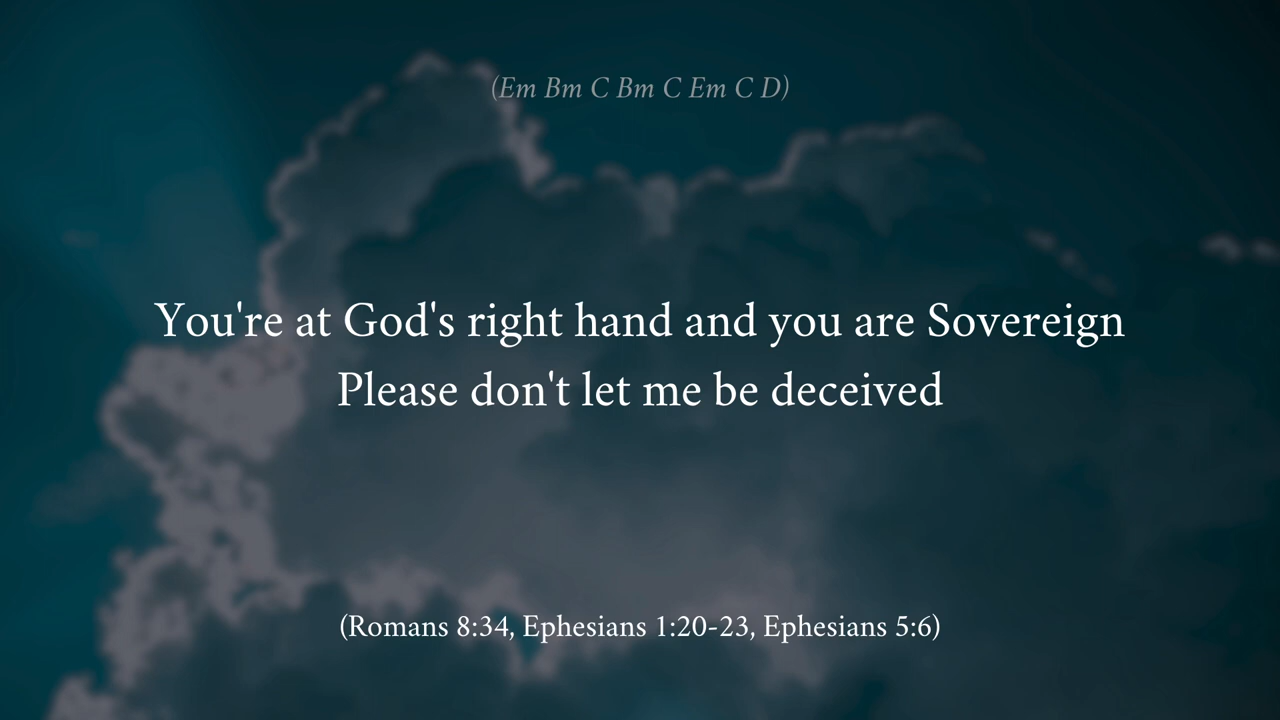 (Em Bm C Bm C Em C D)
You're at God's right hand and you are Sovereign
Please don't let me be deceived
(Romans 8:34, Ephesians 1:20-23, Ephesians 5:6)